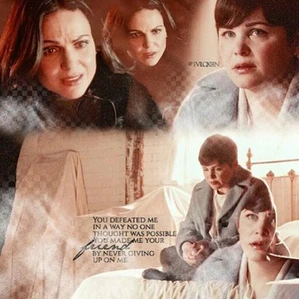 #EVILQUEEN
YOU DEFEATED ME
IN A WAY NO ONE
THOUGHT WAS POSSIBLE
YOU MADE ME YOUR
friend
BY NEVER GIVING
UP ON ME